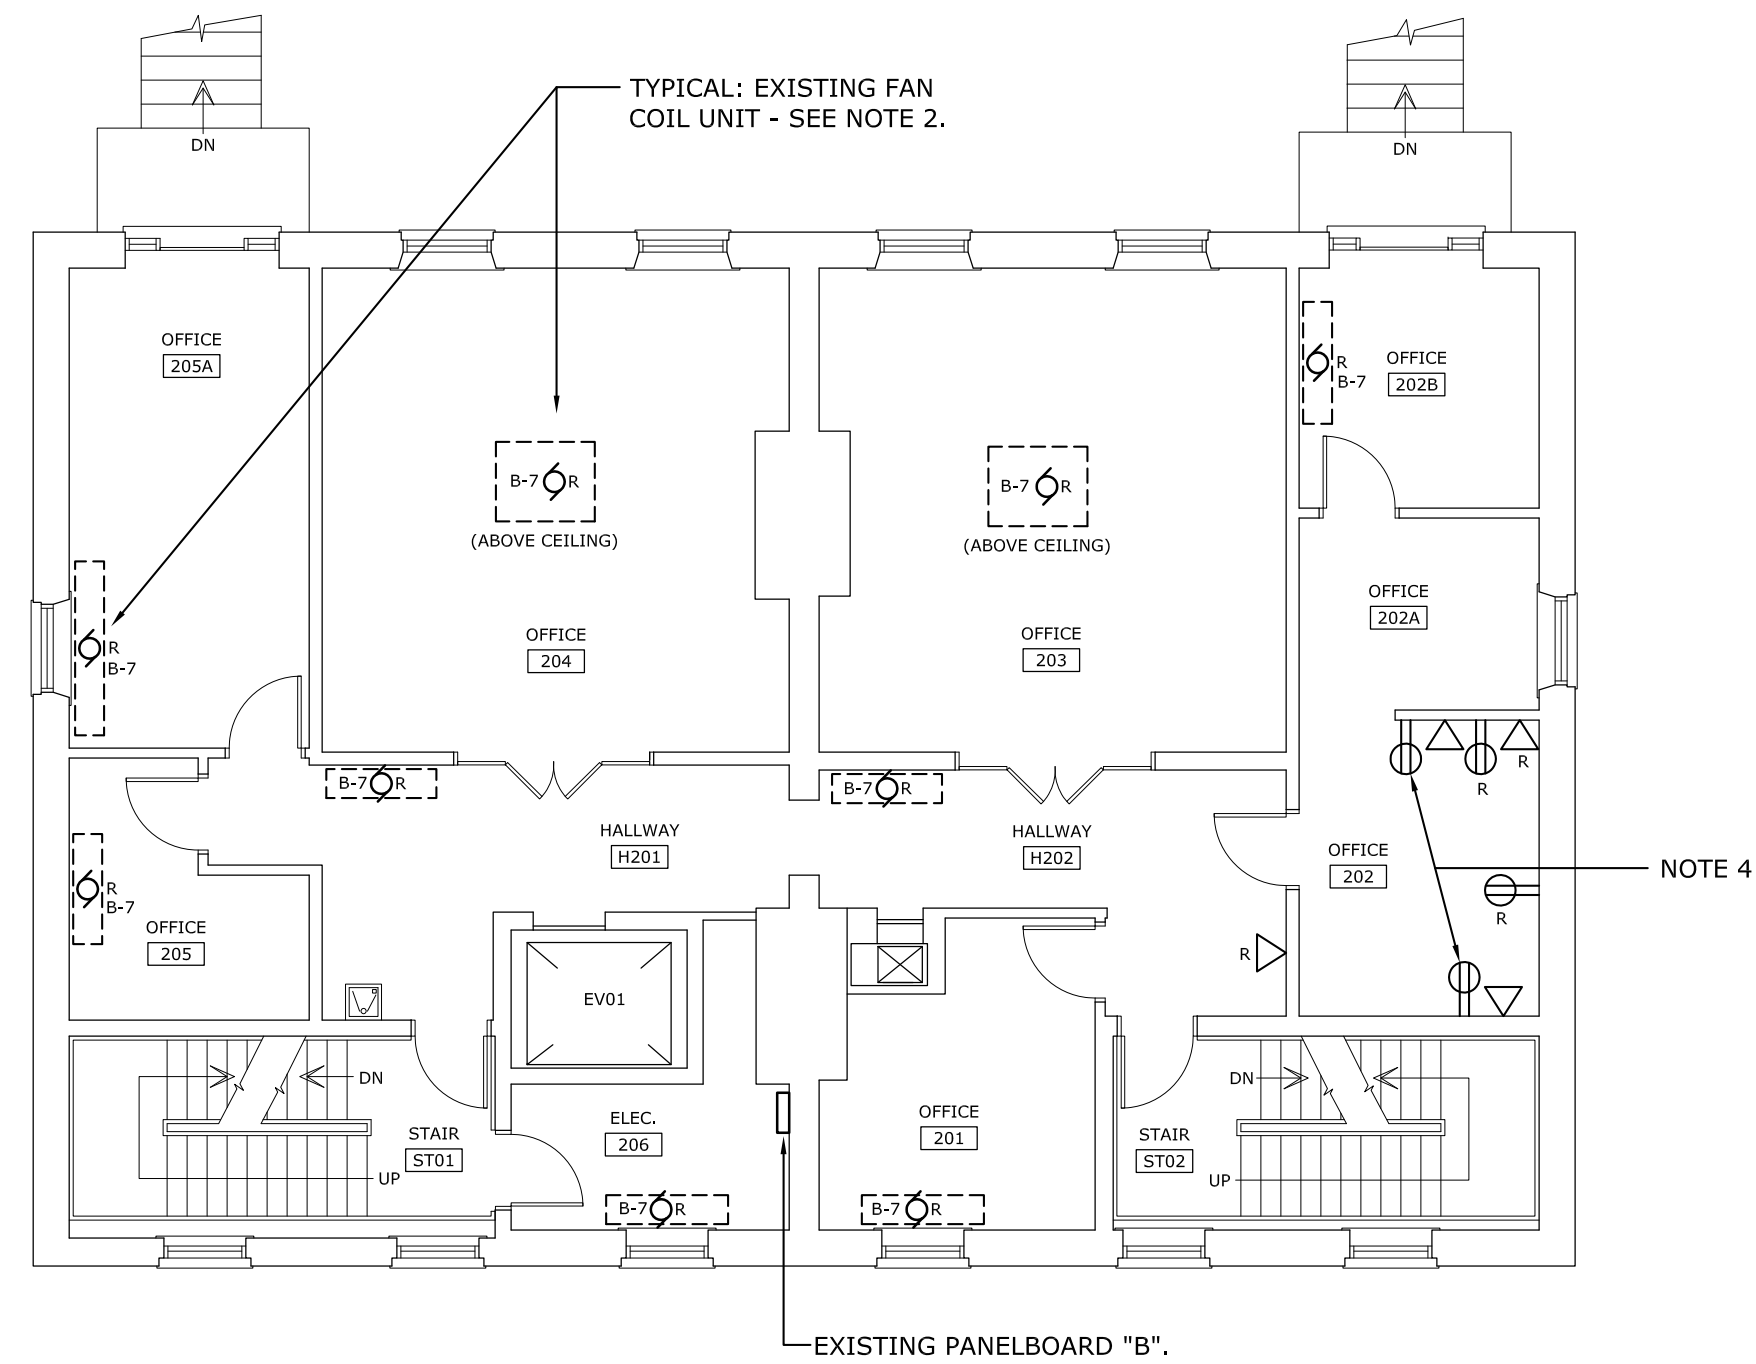 TYPICAL: EXISTING FAN
COIL UNIT - SEE NOTE 2.
DN
DN
OFFICE
205A
OFFICE
202B
R
B-7
B-7 R
(ABOVE CEILING)
B-7 R
(ABOVE CEILING)
OFFICE
202A
OFFICE
204
OFFICE
203
R
B-7
R
R
B-7 R
B-7 R
HALLWAY
H201
HALLWAY
H202
OFFICE
202
NOTE 4
R
B-7
R
OFFICE
205
R
EV01
DN
DN
ELEC.
206
OFFICE
201
STAIR
ST01
STAIR
ST02
UP
UP
B-7 R
B-7 R
EXISTING PANELBOARD "B".